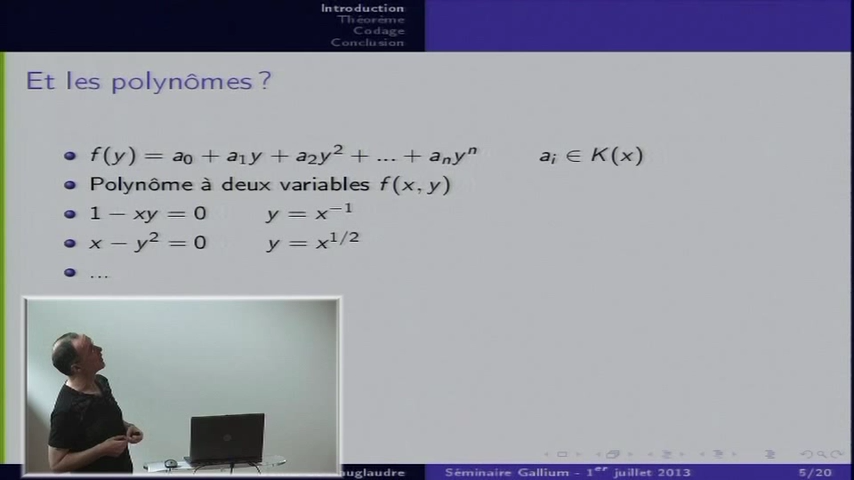 Introduction
Théorème
Codage
Conclusion
Et les polynômes ?
f(y) = a₀ + a₁y + a₂y² + ... + aₙyⁿ aᵢ ∈ K(x)
Polynôme à deux variables f(x, y)
1 − xy = 0 y = x⁻¹
x − y² = 0 y = x^{1/2}
...
Séminaire Gallium - 1er juillet 2013 5/20